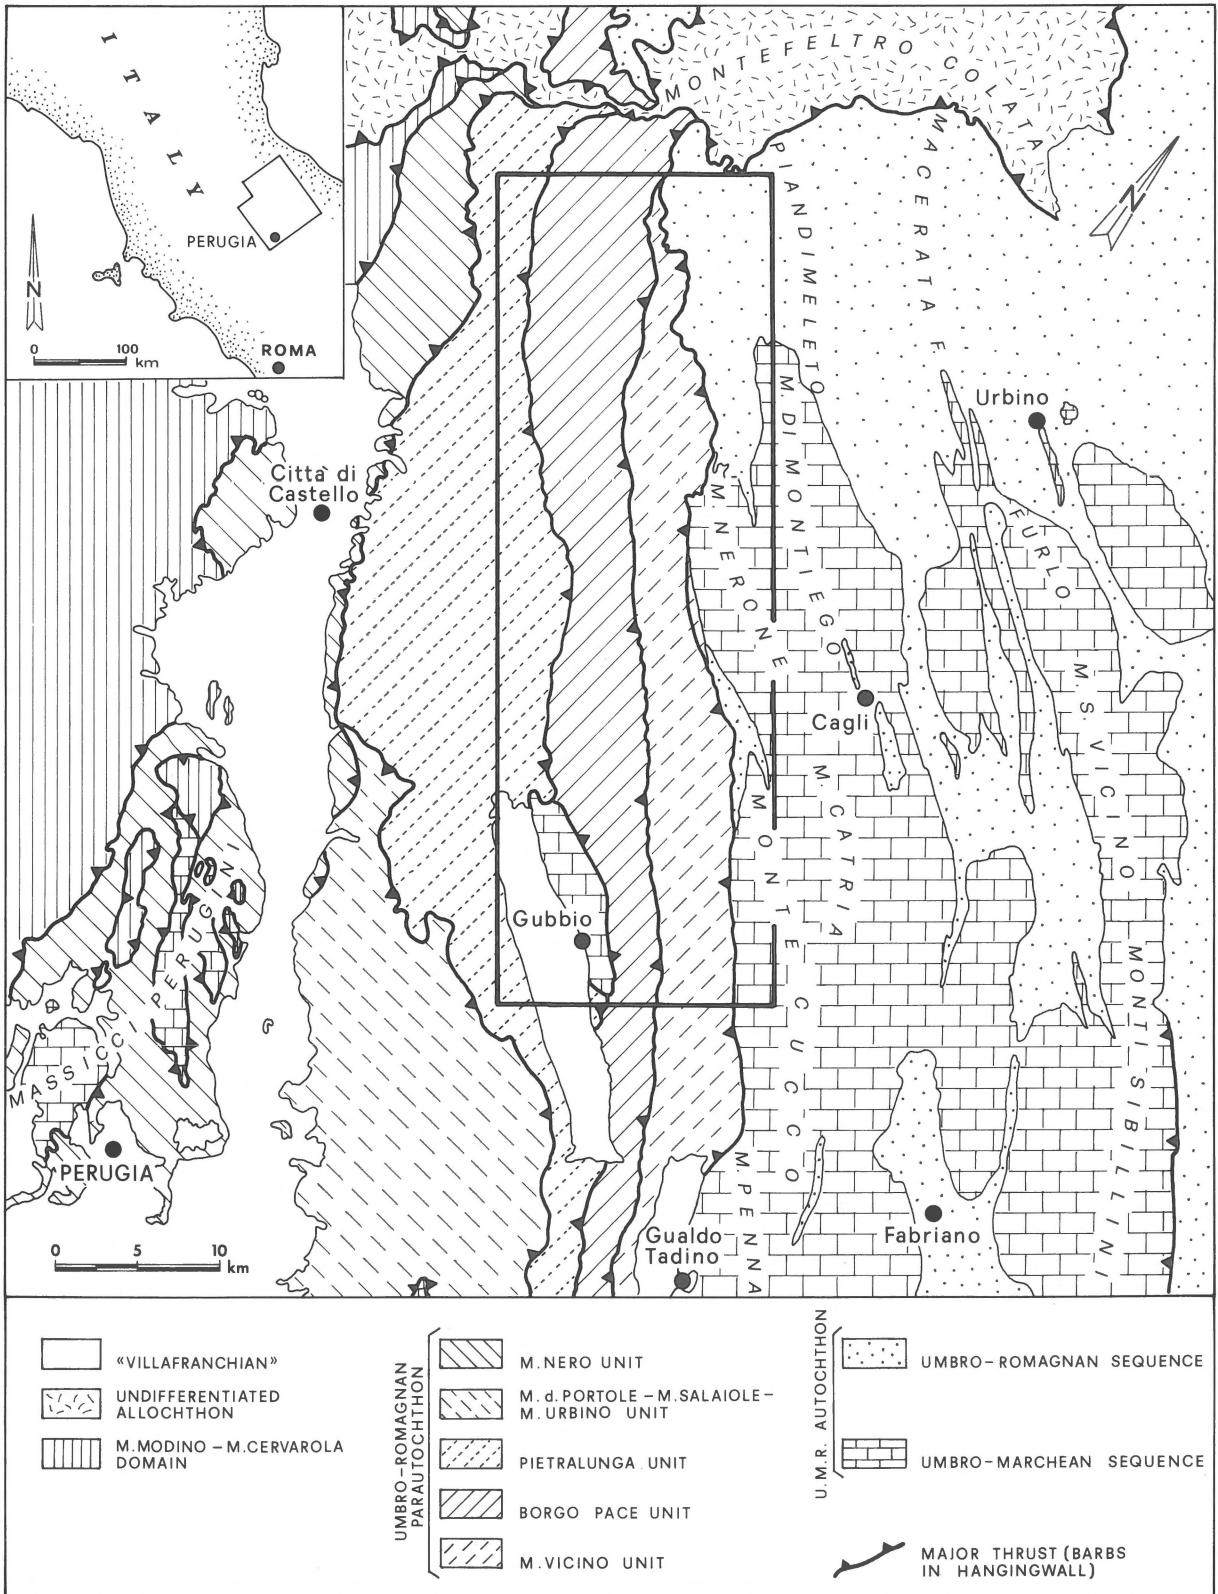 ITALY
PERUGIA
N
0 100
km
ROMA
MONTEFELTRO COLATA
PIANDIMELETO
MACERATA F.
N
Urbino
Città di
Castello
M. DI MONTIEGO
M. NERONE
FURLO
Cagli
M. S. VICINO
MONTI SIBILLINI
M. CATRIA
MONTE CUCCO
Gubbio
MASSICCI PERUGINI
PERUGIA
0 5 10
km
M. PENNA
Gualdo
Tadino
Fabriano
«VILLAFRANCHIAN»
UNDIFFERENTIATED
ALLOCHTHON
M.MODINO – M.CERVAROLA
DOMAIN
UMBRO-ROMAGNAN
PARAUTOCHTHON
M.NERO UNIT
M.d.PORTOLE – M.SALAIOLE –
M.URBINO UNIT
PIETRALUNGA UNIT
BORGO PACE UNIT
M.VICINO UNIT
U.M.R. AUTOCHTHON
UMBRO-ROMAGNAN SEQUENCE
UMBRO-MARCHEAN SEQUENCE
MAJOR THRUST (BARBS
IN HANGINGWALL)